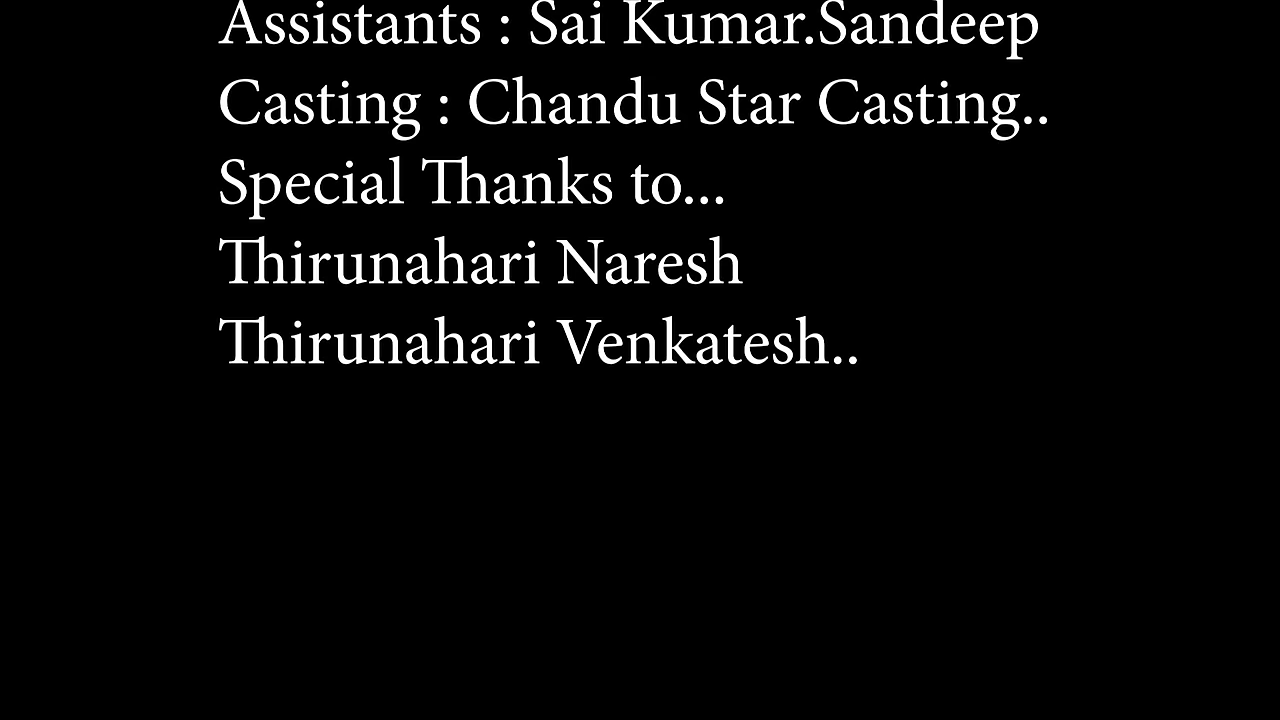 Assistants : Sai Kumar.Sandeep
Casting : Chandu Star Casting..
Special Thanks to...
Thirunahari Naresh
Thirunahari Venkatesh..